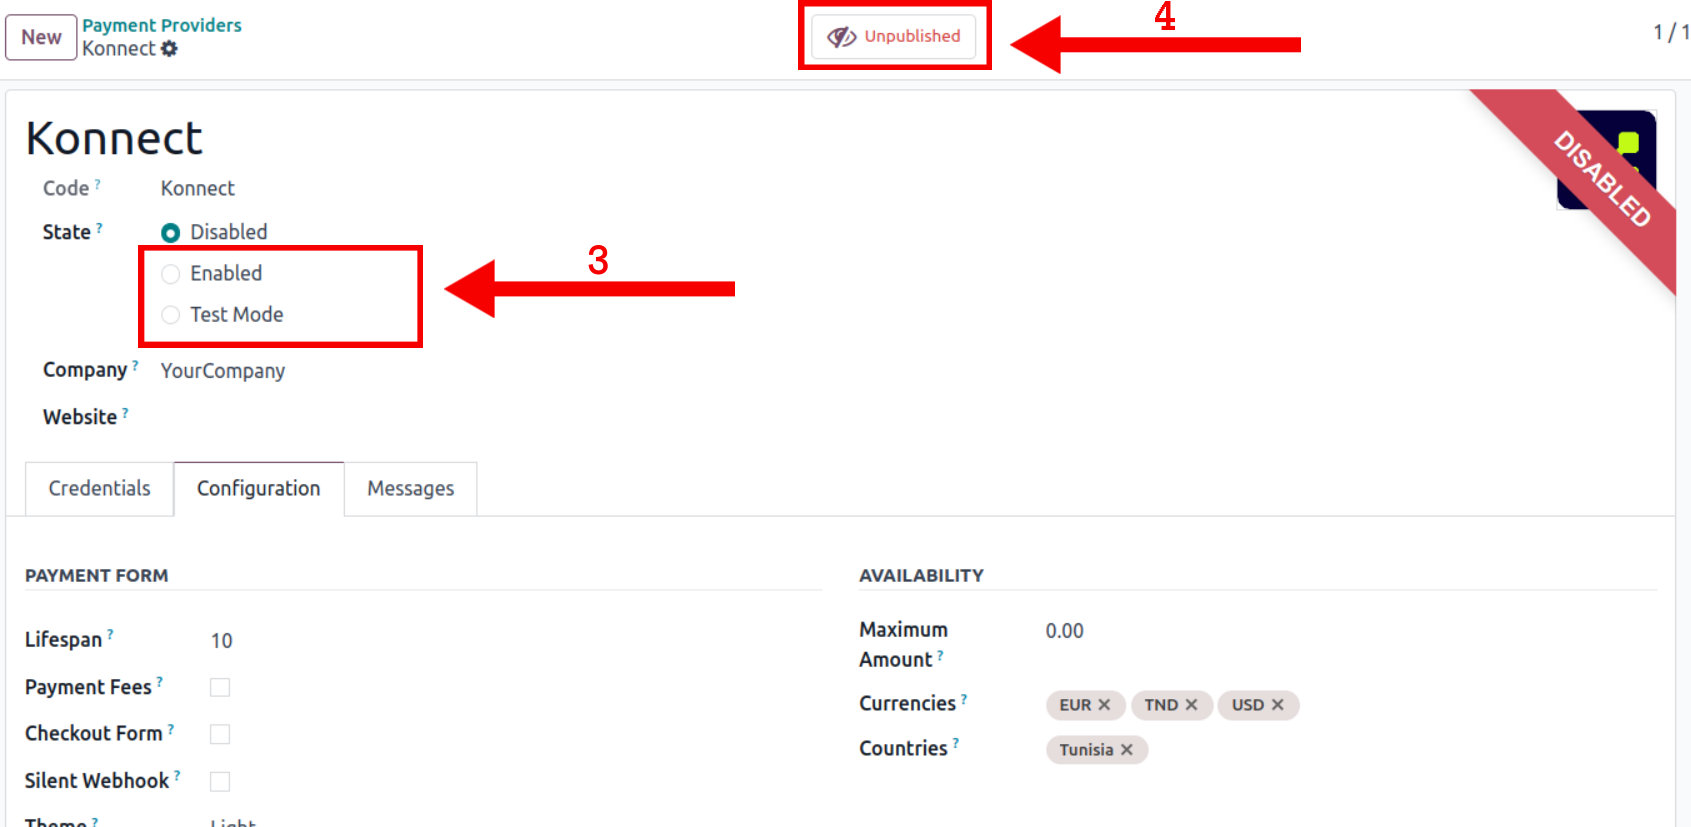 New
Payment Providers
Konnect
Unpublished
4
1 / 1
Konnect
DISABLED
Code ? Konnect
State ? Disabled
Enabled
3
Test Mode
Company ? YourCompany
Website ?
Credentials Configuration Messages
PAYMENT FORM
Lifespan ? 10
Payment Fees ?
Checkout Form ?
Silent Webhook ?
Theme ? Light
AVAILABILITY
Maximum 0.00
Amount ?
Currencies ? EUR × TND × USD ×
Countries ? Tunisia ×